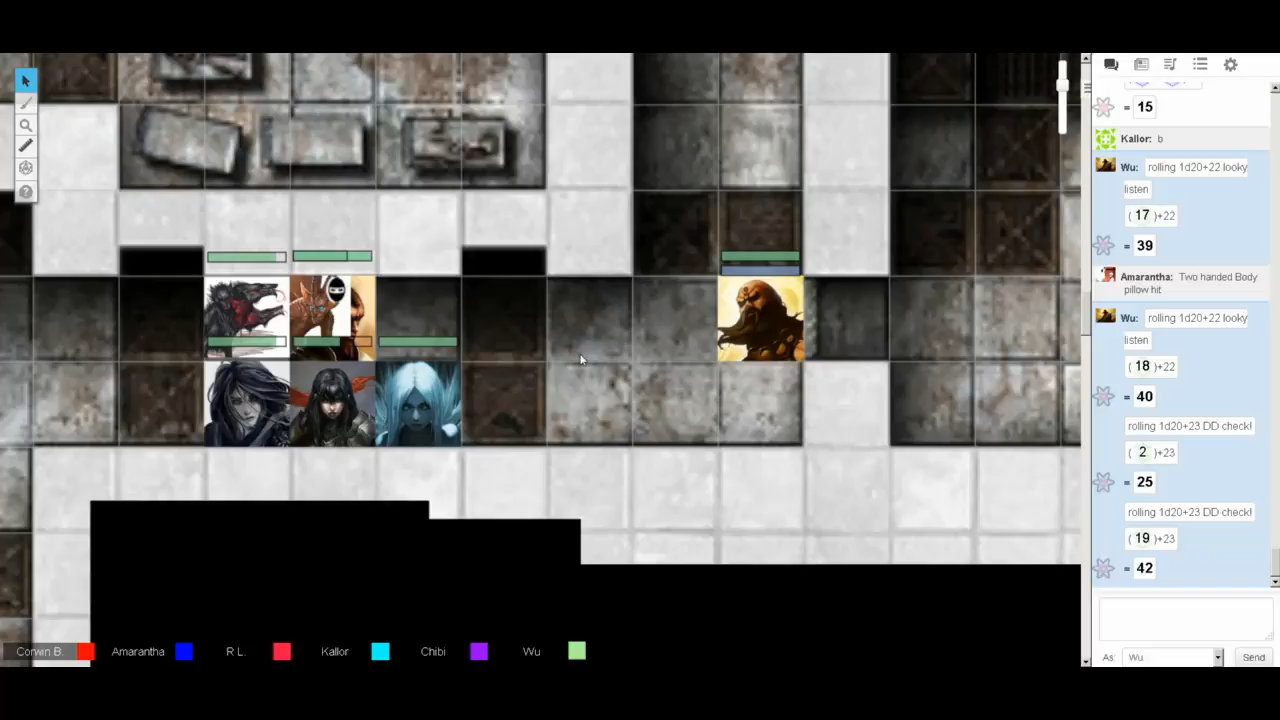 = 15
Kallor: b
Wu: rolling 1d20+22 looky
listen
( 17 )+22
= 39
Amarantha: Two handed Body
pillow hit
Wu: rolling 1d20+22 looky
listen
( 18 )+22
= 40
rolling 1d20+23 DD check!
( 2 )+23
= 25
rolling 1d20+23 DD check!
( 19 )+23
= 42
As: Wu Send
Corwin B. Amarantha R L. Kallor Chibi Wu